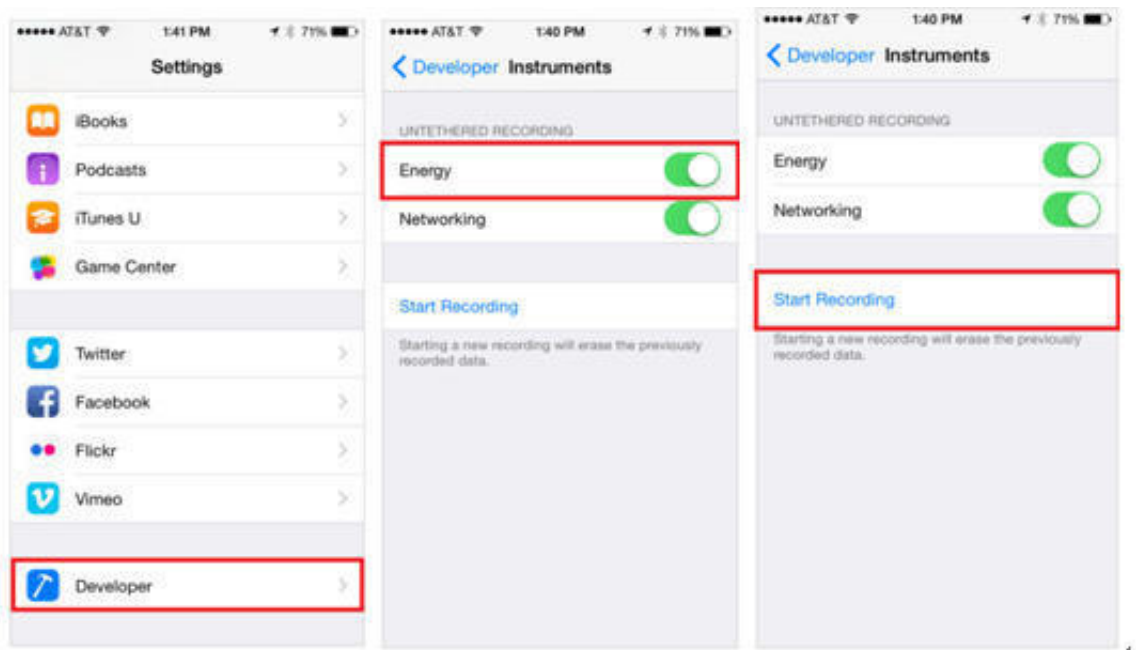 AT&T 1:41 PM 71%
Settings
iBooks
Podcasts
iTunes U
Game Center
Twitter
Facebook
Flickr
Vimeo
Developer
AT&T 1:40 PM 71%
Developer Instruments
UNTETHERED RECORDING
Energy
Networking
Start Recording
Starting a new recording will erase the previously
recorded data.
AT&T 1:40 PM 71%
Developer Instruments
UNTETHERED RECORDING
Energy
Networking
Start Recording
Starting a new recording will erase the previously
recorded data.